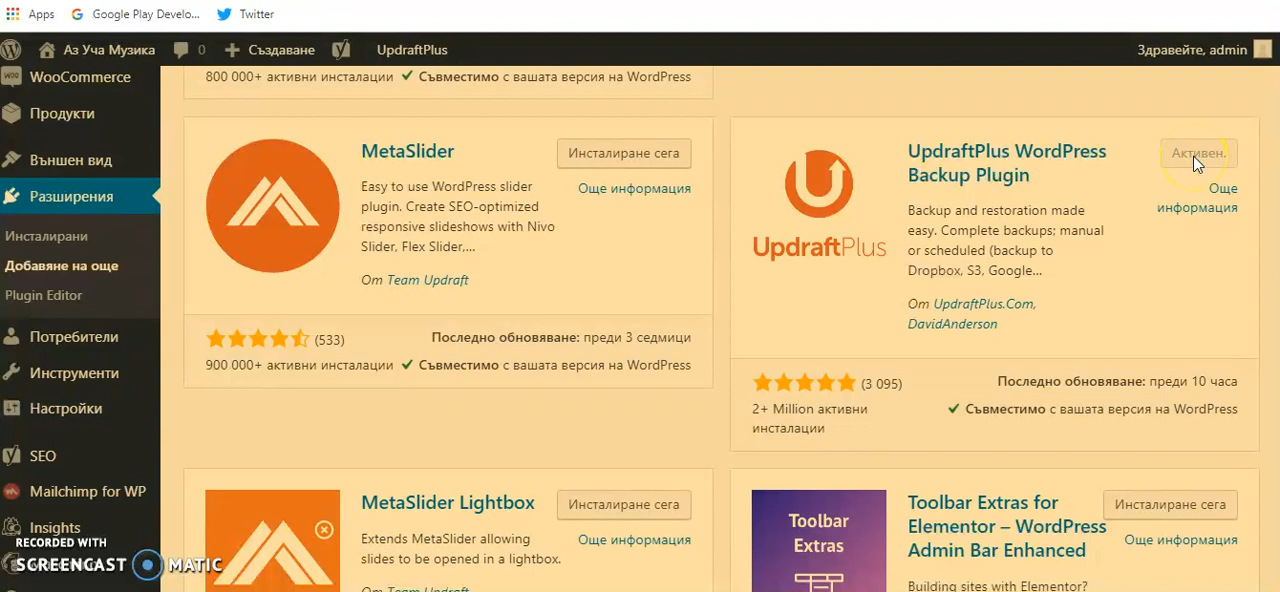 Apps Google Play Develo... Twitter
Аз Уча Музика 0 Създаване UpdraftPlus Здравейте, admin
WooCommerce
Продукти
Външен вид
Разширения
Инсталирани
Добавяне на още
Plugin Editor
Потребители
Инструменти
Настройки
SEO
Mailchimp for WP
Insights
RECORDED WITH
SCREENCAST MATIC
800 000+ активни инсталации Съвместимо с вашата версия на WordPress
MetaSlider
Инсталиране сега
Още информация
Easy to use WordPress slider
plugin. Create SEO-optimized
responsive slideshows with Nivo
Slider, Flex Slider,...
От Team Updraft
(533)
Последно обновяване: преди 3 седмици
900 000+ активни инсталации Съвместимо с вашата версия на WordPress
UpdraftPlus
UpdraftPlus WordPress
Backup Plugin
Активен.
Още
информация
Backup and restoration made
easy. Complete backups; manual
or scheduled (backup to
Dropbox, S3, Google...
От UpdraftPlus.Com,
DavidAnderson
(3 095)
Последно обновяване: преди 10 часа
2+ Million активни
инсталации
Съвместимо с вашата версия на WordPress
MetaSlider Lightbox
Инсталиране сега
Още информация
Extends MetaSlider allowing
slides to be opened in a lightbox.
От Team Updraft
Toolbar
Extras
Toolbar Extras for
Elementor – WordPress
Admin Bar Enhanced
Инсталиране сега
Още информация
Building sites with Elementor?